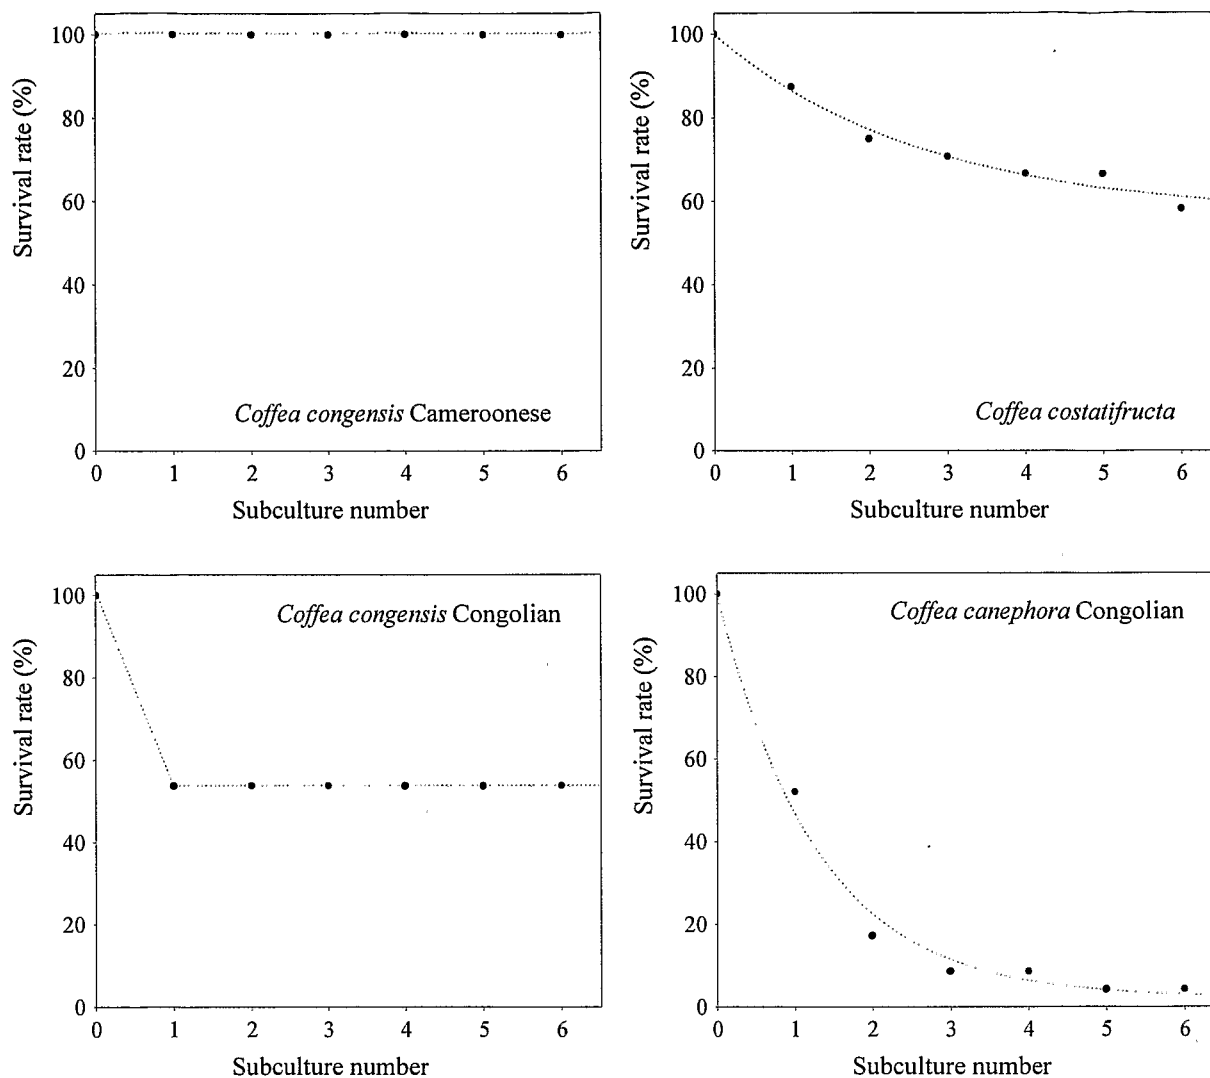 100
80
60
40
20
0
Survival rate (%)
Coffea congensis Cameroonese
0 1 2 3 4 5 6
Subculture number
100
80
60
40
20
0
Survival rate (%)
Coffea costatifructa
0 1 2 3 4 5 6
Subculture number
100
80
60
40
20
0
Survival rate (%)
Coffea congensis Congolian
0 1 2 3 4 5 6
Subculture number
100
80
60
40
20
0
Survival rate (%)
Coffea canephora Congolian
0 1 2 3 4 5 6
Subculture number